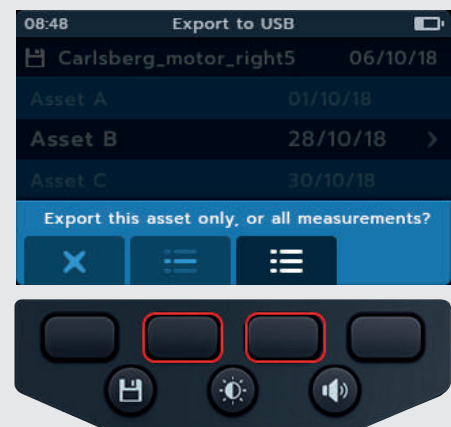 08:48 Export to USB
Carlsberg_motor_right5 06/10/18
Asset A 01/10/18
Asset B 28/10/18 >
Asset C 30/10/18
Export this asset only, or all measurements?